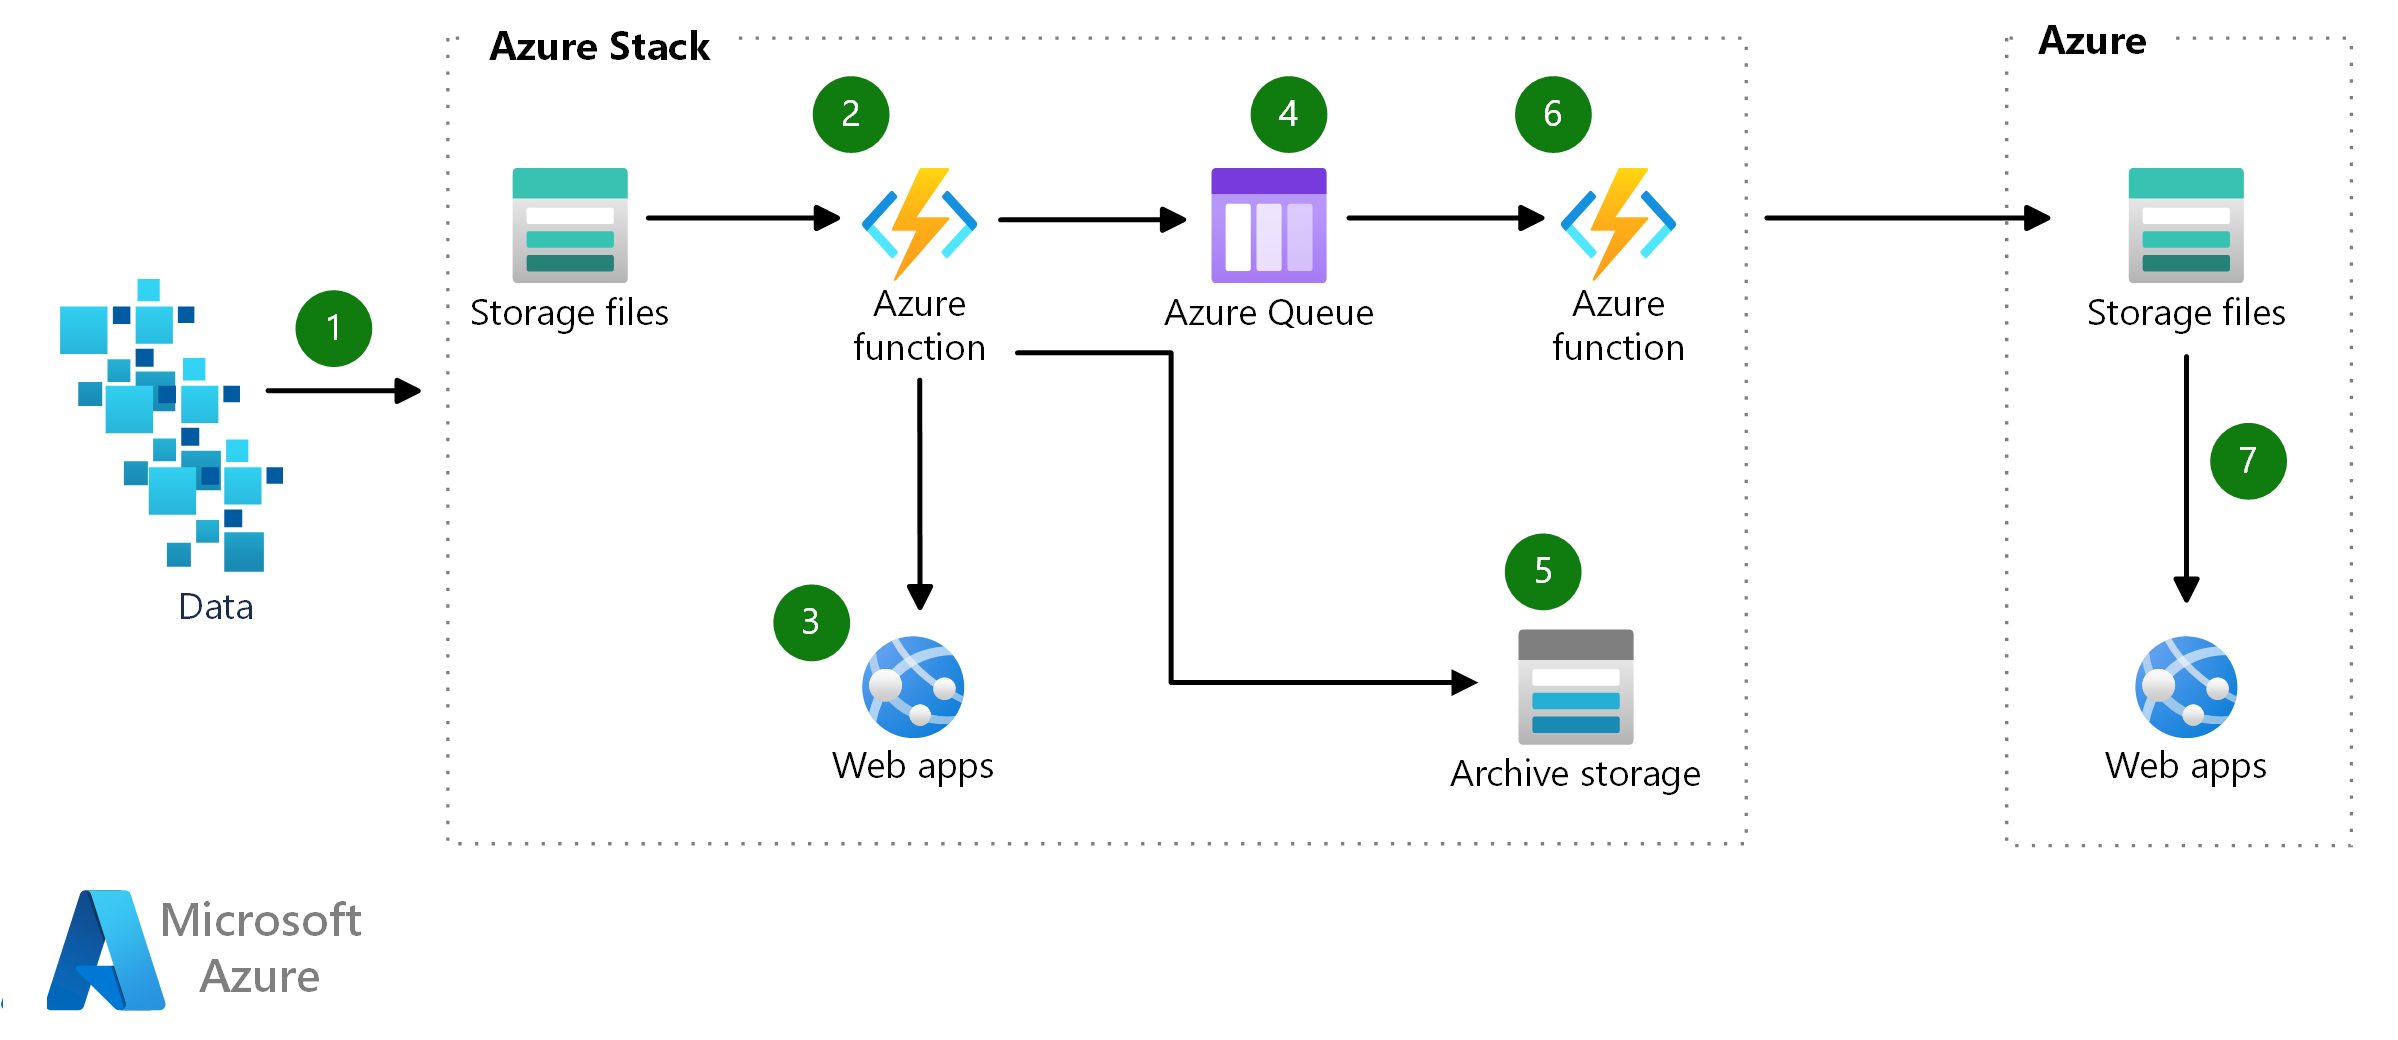 Azure Stack
Azure
2
4
6
Storage files
Azure
function
Azure Queue
Azure
function
Storage files
1
Data
3
5
7
Web apps
Archive storage
Web apps
Microsoft
Azure